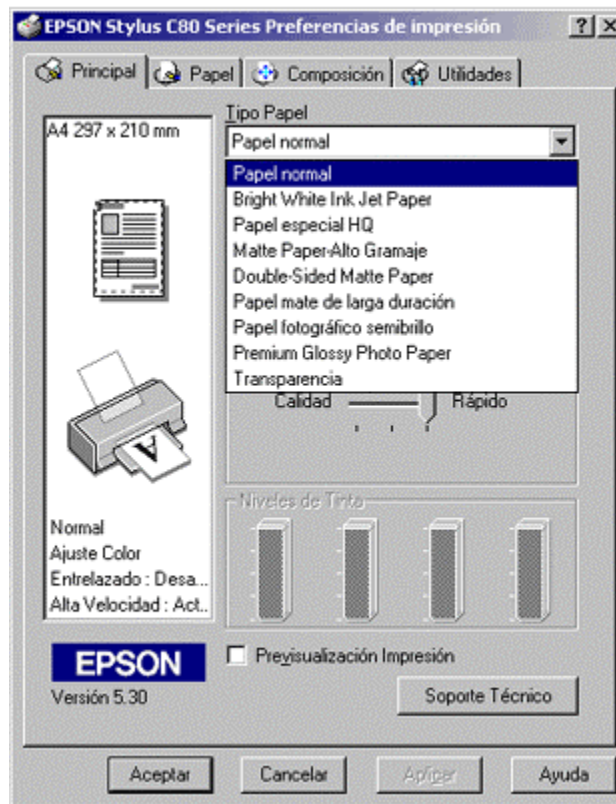 EPSON Stylus C80 Series Preferencias de impresión
Principal
Papel
Composición
Utilidades
A4 297 x 210 mm
Tipo Papel
Papel normal
Papel normal
Bright White Ink Jet Paper
Papel especial HQ
Matte Paper-Alto Gramaje
Double-Sided Matte Paper
Papel mate de larga duración
Papel fotográfico semibrillo
Premium Glossy Photo Paper
Transparencia
Calidad
Rápido
A
Niveles de Tinta
Normal
Ajuste Color
Entrelazado : Desa...
Alta Velocidad : Act..
EPSON
Versión 5.30
Previsualización Impresión
Soporte Técnico
Aceptar
Cancelar
Aplicar
Ayuda